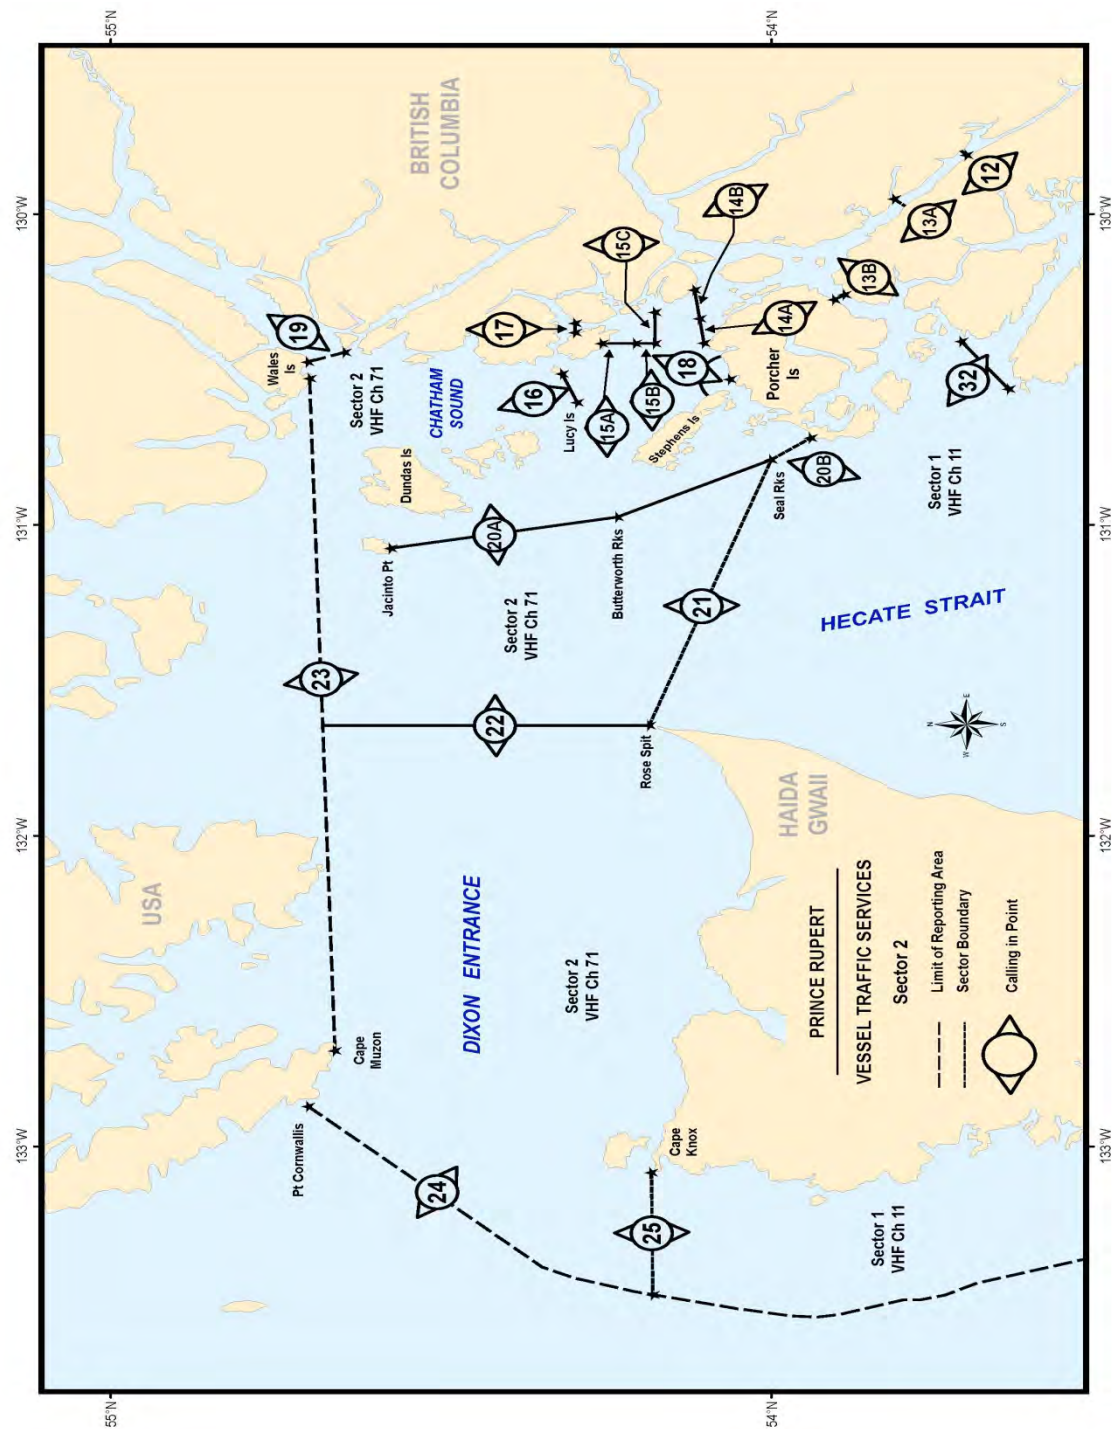 133°W
132°W
131°W
130°W
55°N
55°N
USA
BRITISH
COLUMBIA
Pt Cornwallis
Cape
Muzon
23
Wales
Is
19
Sector 2
VHF Ch 71
24
DIXON ENTRANCE
22
Jacinto Pt
20A
Dundas Is
CHATHAM
SOUND
17
16
Lucy Is
15C
15A
15B
Sector 2
VHF Ch 71
Sector 2
VHF Ch 71
25
Cape
Knox
Rose Spit
Butterworth Rks
21
Stephens Is
18
14B
14A
54°N
54°N
Seal Rks
Porcher
Is
20B
13B
13A
12
32
HAIDA
GWAII
HECATE STRAIT
Sector 1
VHF Ch 11
Sector 1
VHF Ch 11
PRINCE RUPERT
VESSEL TRAFFIC SERVICES
Sector 2
Limit of Reporting Area
Sector Boundary
Calling in Point
N
E
S
W
133°W
132°W
131°W
130°W